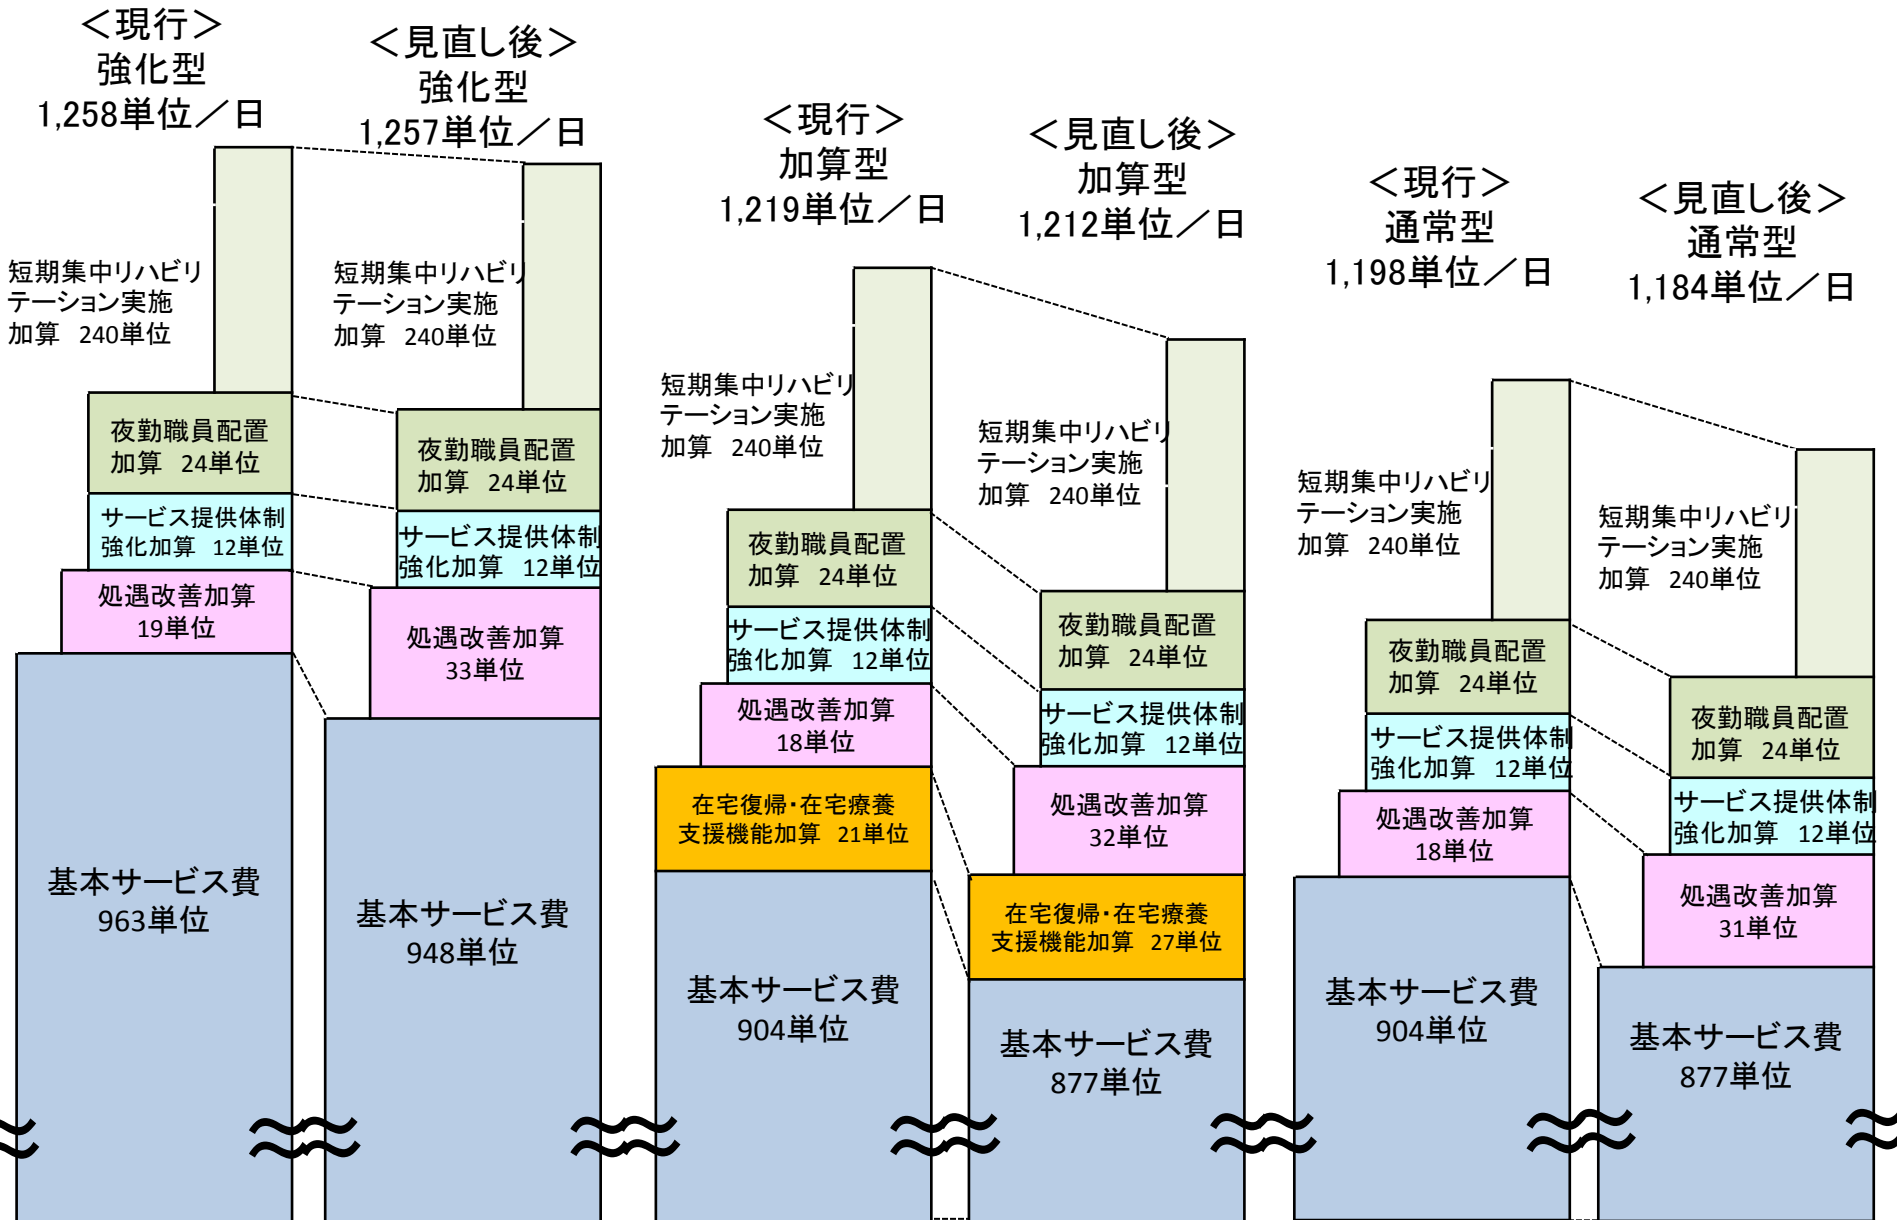 ＜現行＞
強化型
1,258単位／日
短期集中リハビリ
テーション実施
加算 240単位
夜勤職員配置
加算 24単位
サービス提供体制
強化加算 12単位
処遇改善加算
19単位
基本サービス費
963単位
＜見直し後＞
強化型
1,257単位／日
短期集中リハビリ
テーション実施
加算 240単位
夜勤職員配置
加算 24単位
サービス提供体制
強化加算 12単位
処遇改善加算
33単位
基本サービス費
948単位
＜現行＞
加算型
1,219単位／日
短期集中リハビリ
テーション実施
加算 240単位
夜勤職員配置
加算 24単位
サービス提供体制
強化加算 12単位
処遇改善加算
18単位
在宅復帰・在宅療養
支援機能加算 21単位
基本サービス費
904単位
＜見直し後＞
加算型
1,212単位／日
短期集中リハビリ
テーション実施
加算 240単位
夜勤職員配置
加算 24単位
サービス提供体制
強化加算 12単位
処遇改善加算
32単位
在宅復帰・在宅療養
支援機能加算 27単位
基本サービス費
877単位
＜現行＞
通常型
1,198単位／日
短期集中リハビリ
テーション実施
加算 240単位
夜勤職員配置
加算 24単位
サービス提供体制
強化加算 12単位
処遇改善加算
18単位
基本サービス費
904単位
＜見直し後＞
通常型
1,184単位／日
短期集中リハビリ
テーション実施
加算 240単位
夜勤職員配置
加算 24単位
サービス提供体制
強化加算 12単位
処遇改善加算
31単位
基本サービス費
877単位